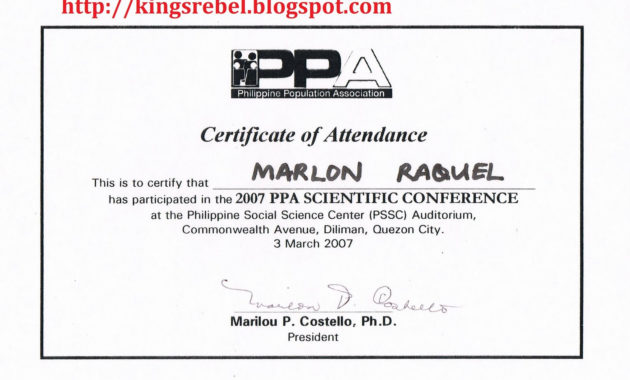 http://kingsrebel.blogspot.com
PPA
Philippine Population Association
Certificate of Attendance
This is to certify that MARLON RAQUEL
has participated in the 2007 PPA SCIENTIFIC CONFERENCE
at the Philippine Social Science Center (PSSC) Auditorium,
Commonwealth Avenue, Diliman, Quezon City.
3 March 2007
Marilou P. Costello
Marilou P. Costello, Ph.D.
President